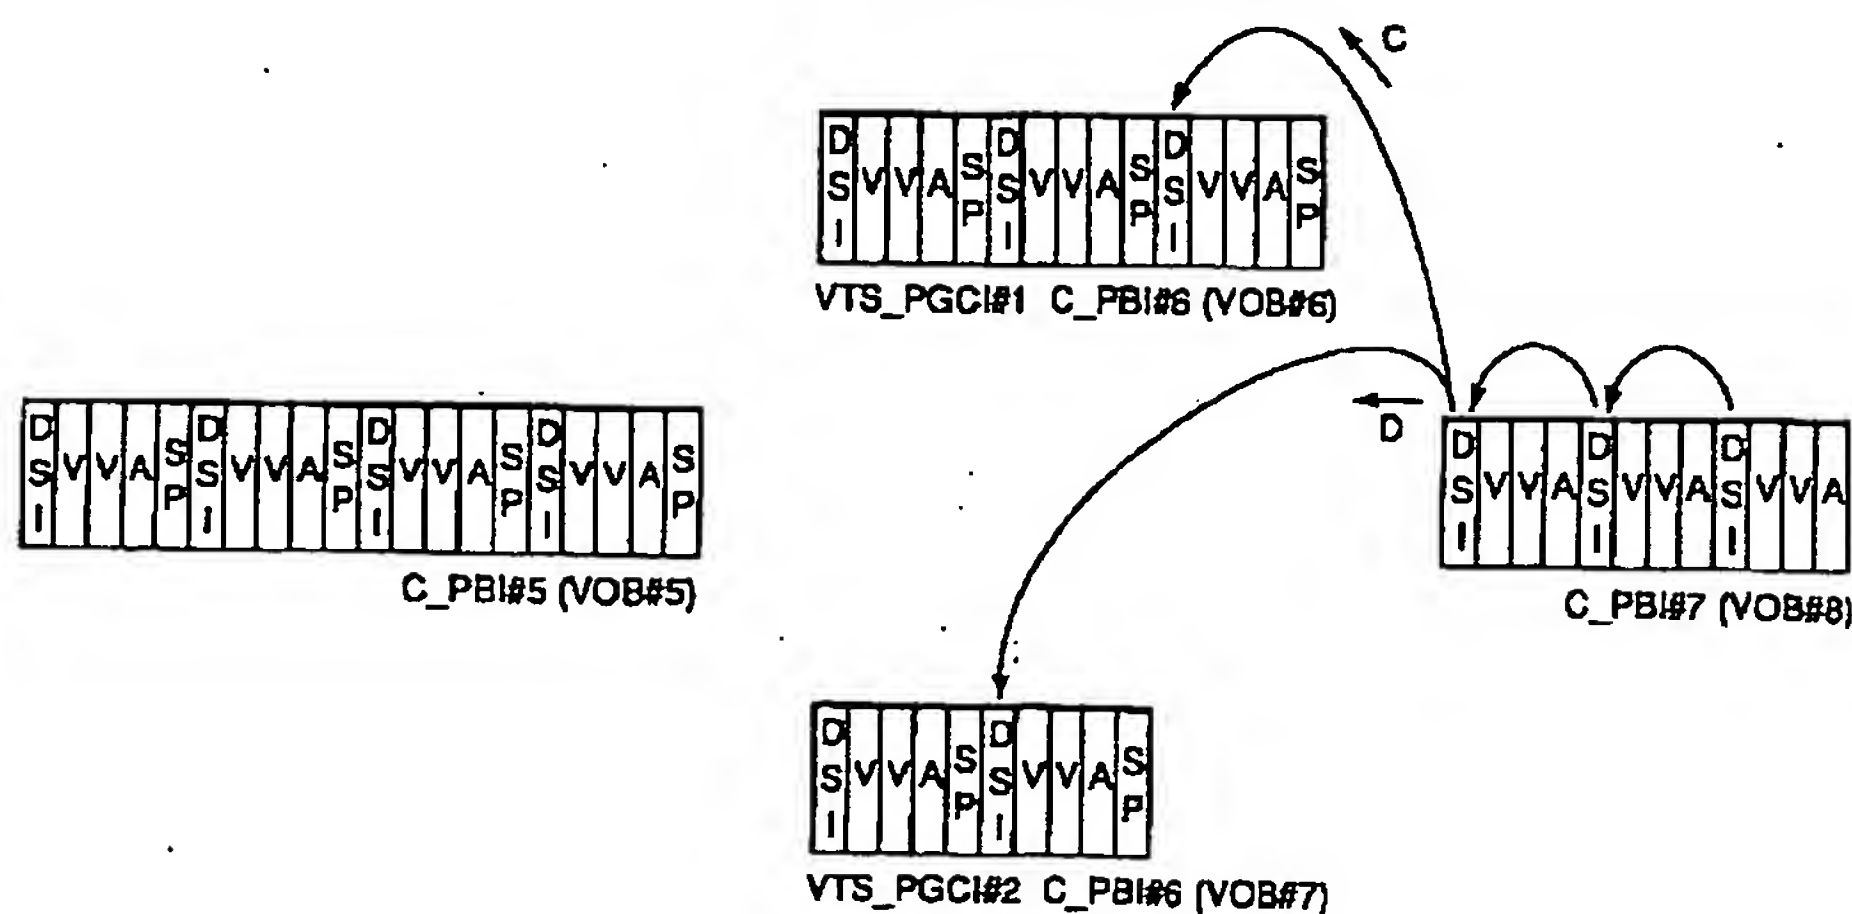 C
DSI V V A SP DSI V V A SP DSI V V A SP
VTS_PGCI#1 C_PBI#6 (VOB#6)
D
DSI V V A SP DSI V V A SP DSI V V A SP DSI V V A SP
C_PBI#5 (VOB#5)
DSI V V A DSI V V A DSI V V A
C_PBI#7 (VOB#8)
DSI V V A SP DSI V V A SP
VTS_PGCI#2 C_PBI#6 (VOB#7)